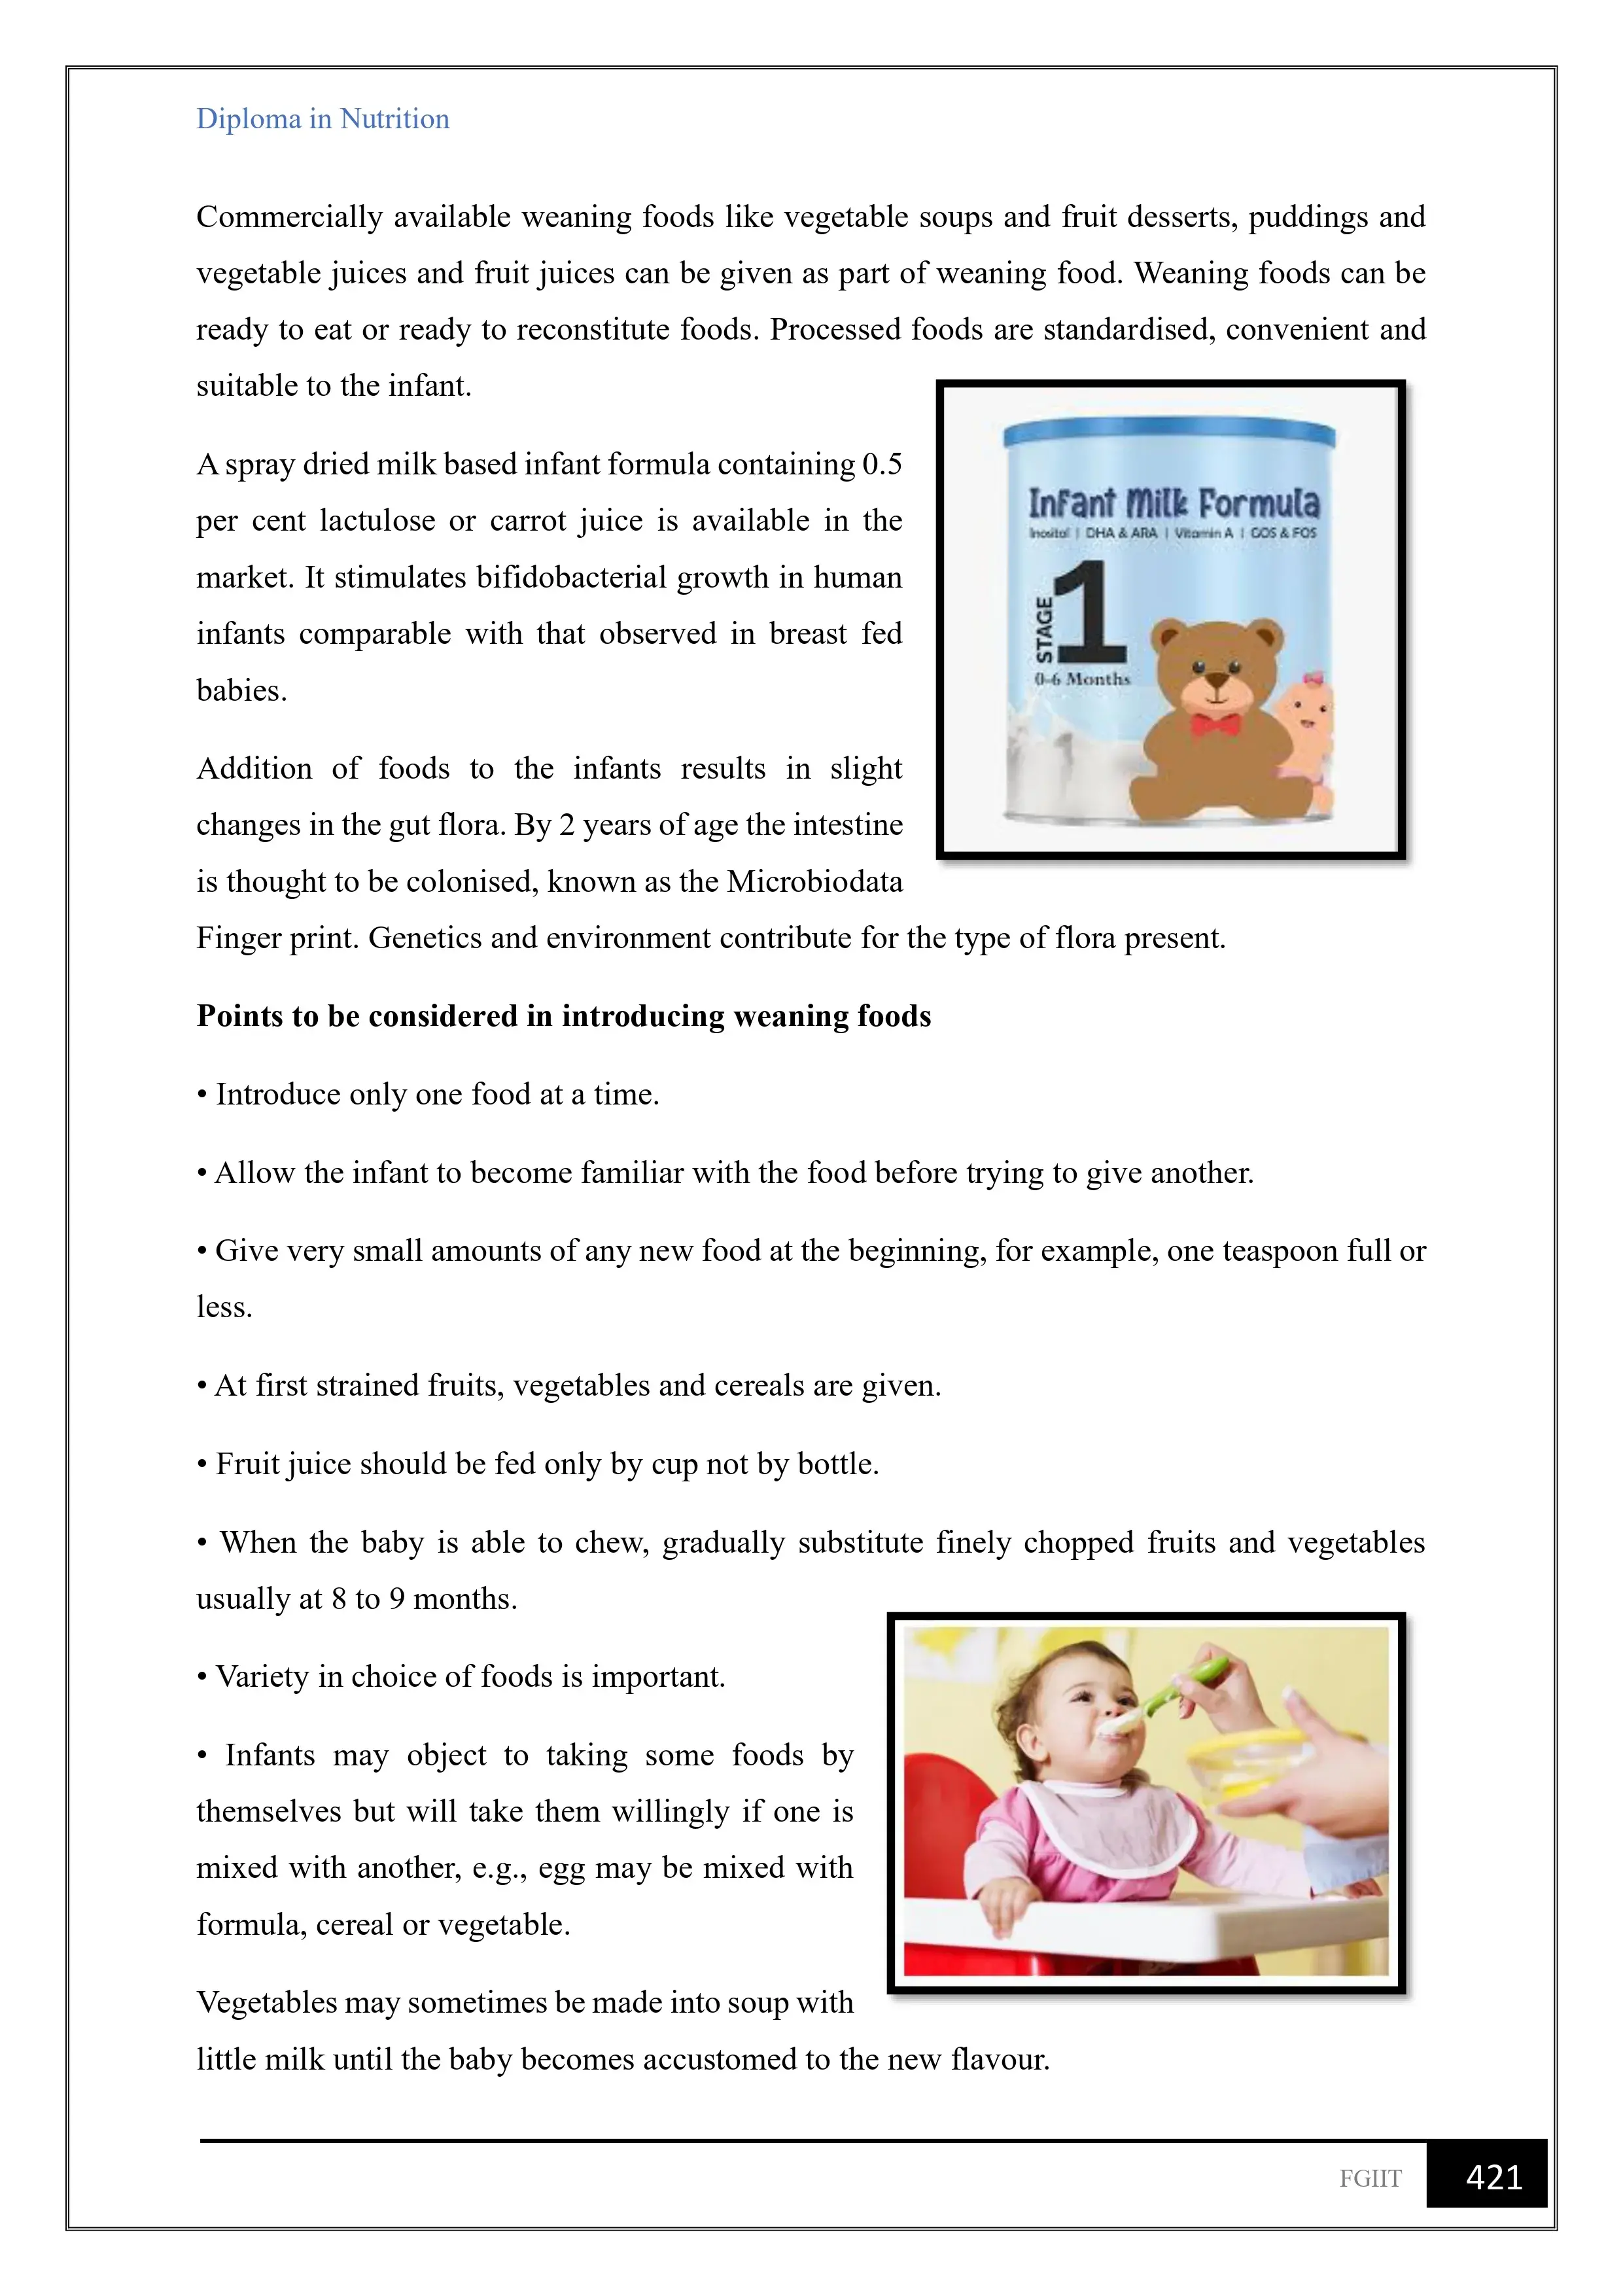 Diploma in Nutrition
Commercially available weaning foods like vegetable soups and fruit desserts, puddings and
vegetable juices and fruit juices can be given as part of weaning food. Weaning foods can be
ready to eat or ready to reconstitute foods. Processed foods are standardised, convenient and
suitable to the infant.
A spray dried milk based infant formula containing 0.5
per cent lactulose or carrot juice is available in the
market. It stimulates bifidobacterial growth in human
infants comparable with that observed in breast fed
babies.
Infant Milk Formula
Inositol | DHA & ARA | Vitamin A | GOS & FOS
STAGE
1
0-6 Months
Addition of foods to the infants results in slight
changes in the gut flora. By 2 years of age the intestine
is thought to be colonised, known as the Microbiodata
Finger print. Genetics and environment contribute for the type of flora present.
Points to be considered in introducing weaning foods
• Introduce only one food at a time.
• Allow the infant to become familiar with the food before trying to give another.
• Give very small amounts of any new food at the beginning, for example, one teaspoon full or
less.
• At first strained fruits, vegetables and cereals are given.
• Fruit juice should be fed only by cup not by bottle.
• When the baby is able to chew, gradually substitute finely chopped fruits and vegetables
usually at 8 to 9 months.
• Variety in choice of foods is important.
• Infants may object to taking some foods by
themselves but will take them willingly if one is
mixed with another, e.g., egg may be mixed with
formula, cereal or vegetable.
Vegetables may sometimes be made into soup with
little milk until the baby becomes accustomed to the new flavour.
FGIIT
421